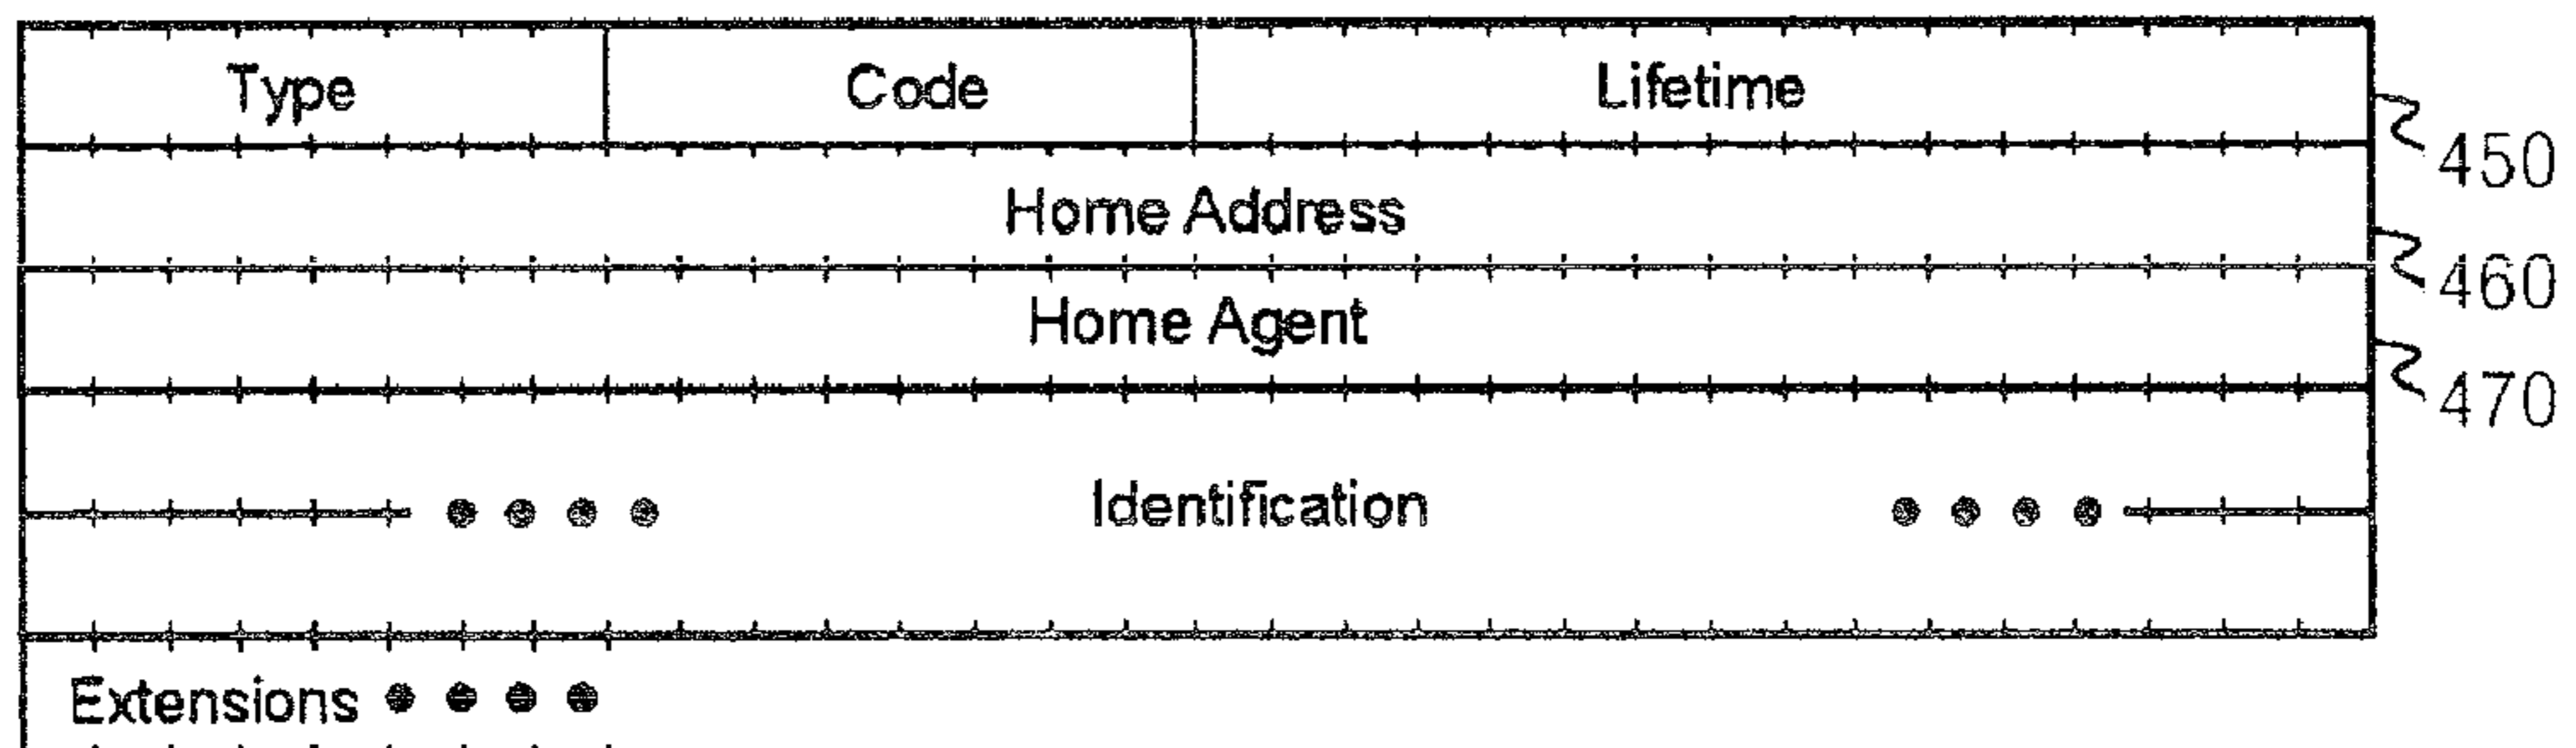 Type Code Lifetime
450
Home Address
460
Home Agent
470
Identification
Extensions